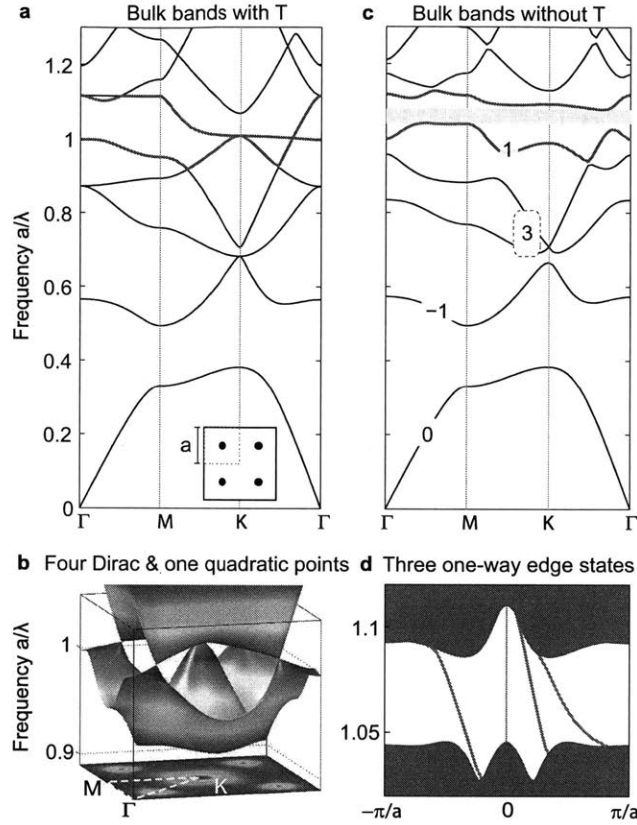 a Bulk bands with T
Frequency a/λ
1.2
1
0.8
0.6
0.4
0.2
0
a
Γ M K Γ
c Bulk bands without T
1
3
−1
0
Γ M K Γ
b Four Dirac & one quadratic points
Frequency a/λ
1
0.9
M
K
Γ
d Three one-way edge states
1.1
1.05
−π/a 0 π/a